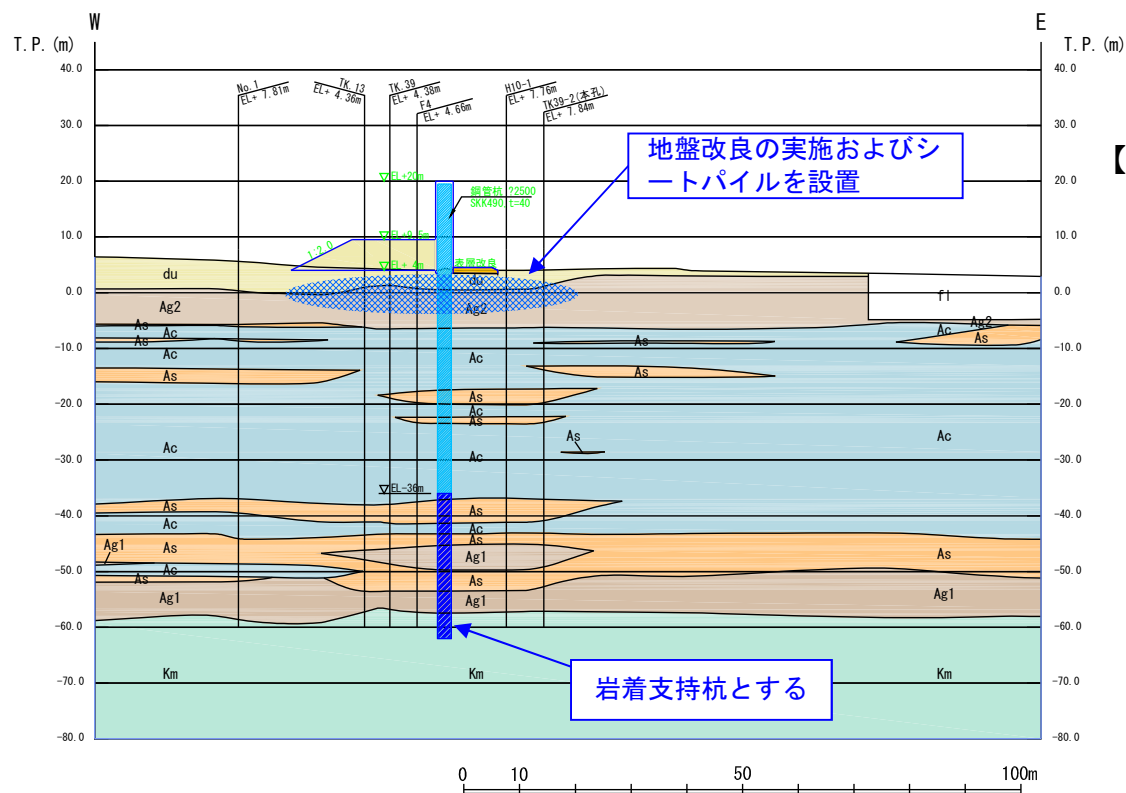 W
E
T.P.(m)
T.P.(m)
40.0
40.0
No.1
EL+ 7.81m
TK.13
EL+ 4.36m
TK.39
EL+ 4.38m
F4
EL+ 4.66m
H10-1
EL+ 7.76m
TK39-2(本孔)
EL+ 7.84m
30.0
30.0
地盤改良の実施およびシ
ートパイルを設置
【
20.0
20.0
EL+20m
鋼管杭 ?2500
SKK490,t=40
10.0
10.0
EL+9.5m
1:2.0
EL+ 4m
表層改良
du
du
0.0
0.0
fl
Ag2
Ag2
Ag2
As
Ac
As
Ac
As
As
-10.0
-10.0
Ac
Ac
As
As
As
-20.0
-20.0
Ac
As
As
Ac
Ac
Ac
-30.0
-30.0
EL-36m
As
As
-40.0
-40.0
Ac
Ac
As
Ag1
As
Ag1
As
-50.0
-50.0
Ac
As
As
Ag1
Ag1
Ag1
-60.0
-60.0
Km
Km
Km
岩着支持杭とする
-70.0
-70.0
-80.0
-80.0
0
10
50
100m